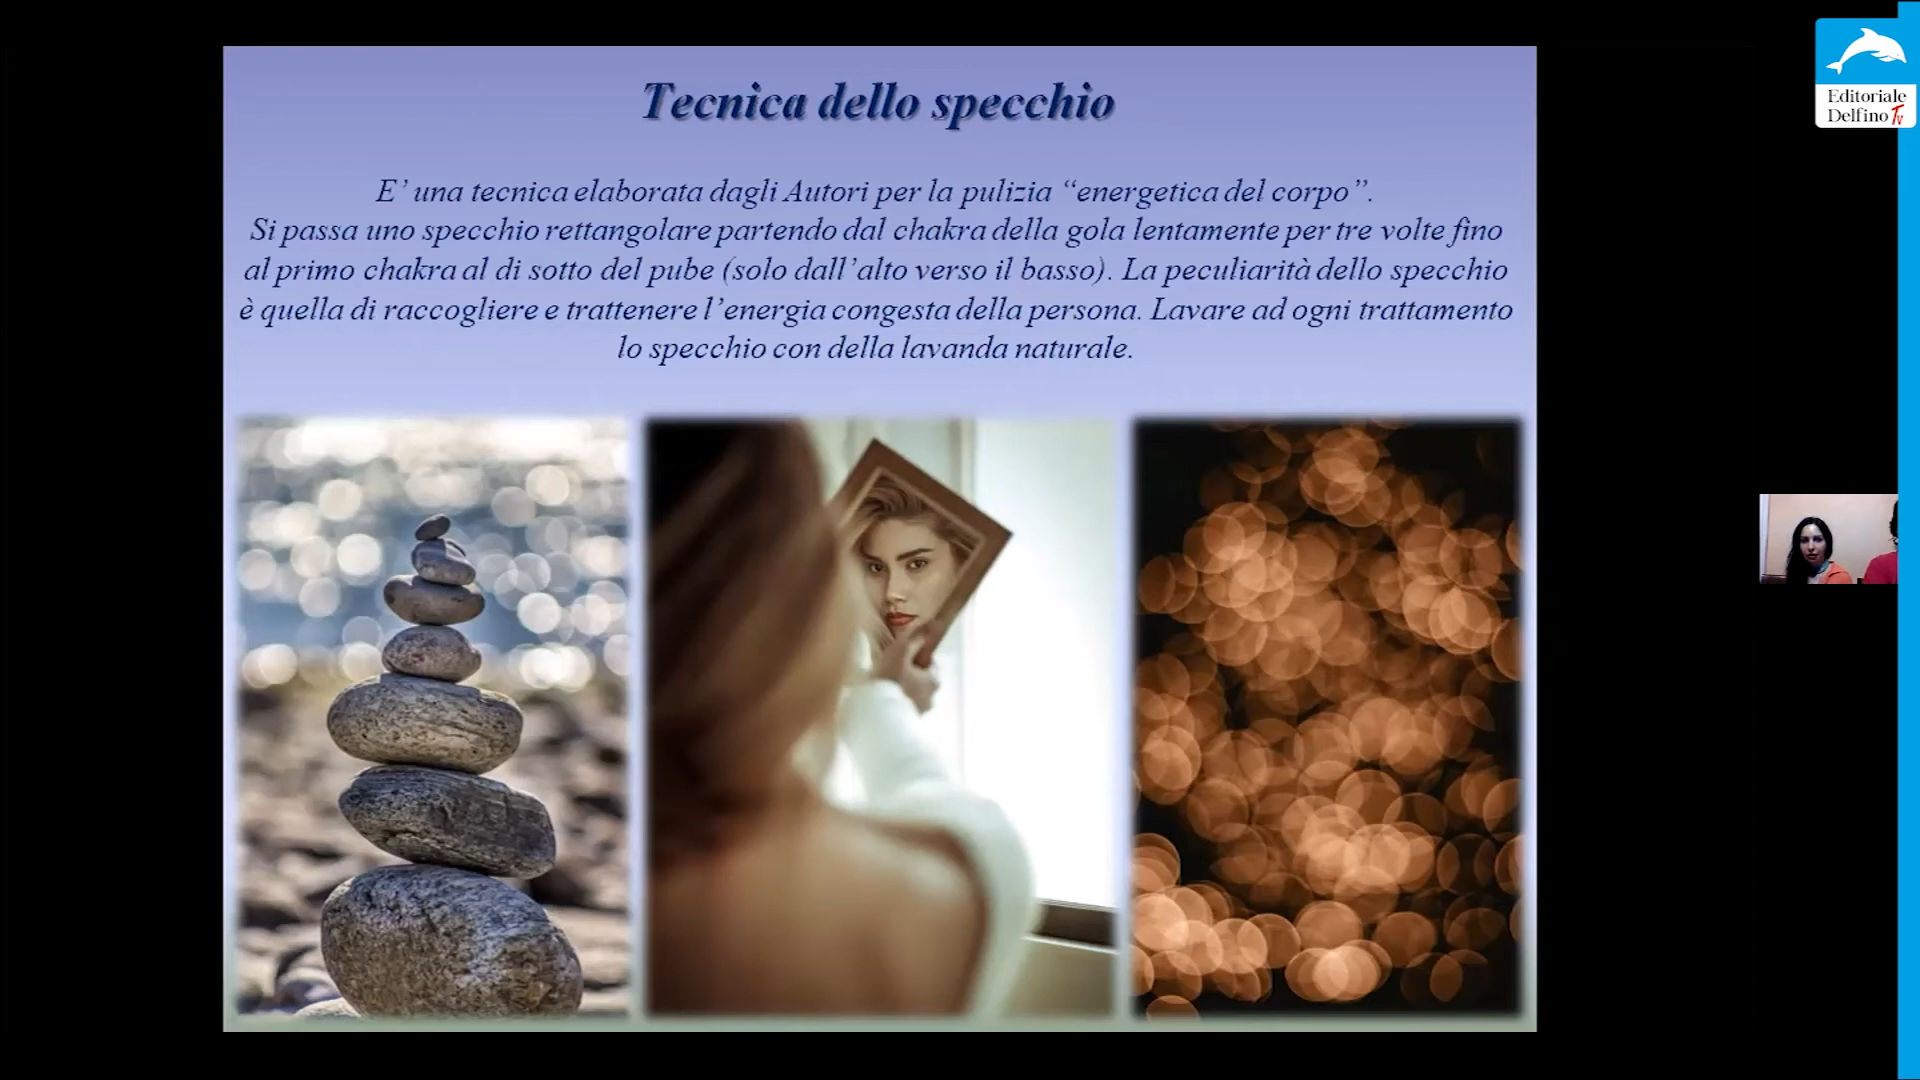 Tecnica dello specchio
E’ una tecnica elaborata dagli Autori per la pulizia “energetica del corpo”.
Si passa uno specchio rettangolare partendo dal chakra della gola lentamente per tre volte fino
al primo chakra al di sotto del pube (solo dall’alto verso il basso). La peculiarità dello specchio
è quella di raccogliere e trattenere l’energia congesta della persona. Lavare ad ogni trattamento
lo specchio con della lavanda naturale.
Editoriale
Delfino Tv